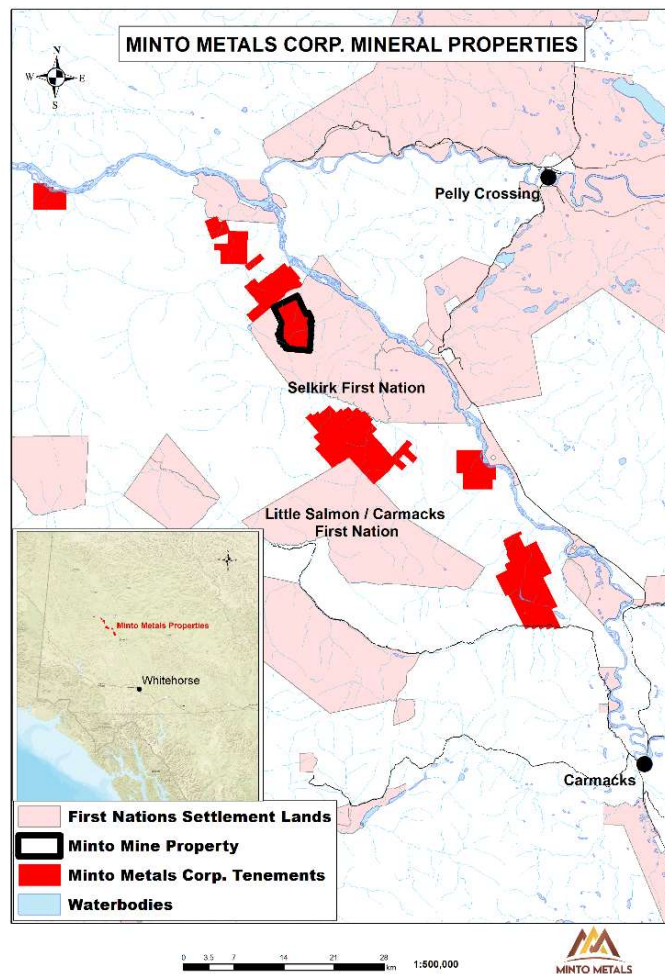 MINTO METALS CORP. MINERAL PROPERTIES
N
W E
S
Pelly Crossing
Selkirk First Nation
Little Salmon / Carmacks
First Nation
Minto Metals Properties
Whitehorse
Carmacks
First Nations Settlement Lands
Minto Mine Property
Minto Metals Corp. Tenements
Waterbodies
0 3.5 7 14 21 28
km
1:500,000
MINTO METALS